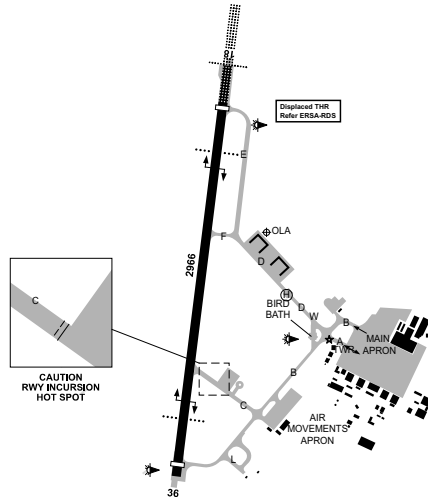 18
Displaced THR
Refer ERSA-RDS
E
OLA
F
D
2966
H
BIRD
BATH
D
W
B
MAIN
APRON
A
TWR
C
CAUTION
RWY INCURSION
HOT SPOT
B
C
AIR
MOVEMENTS
APRON
L
36